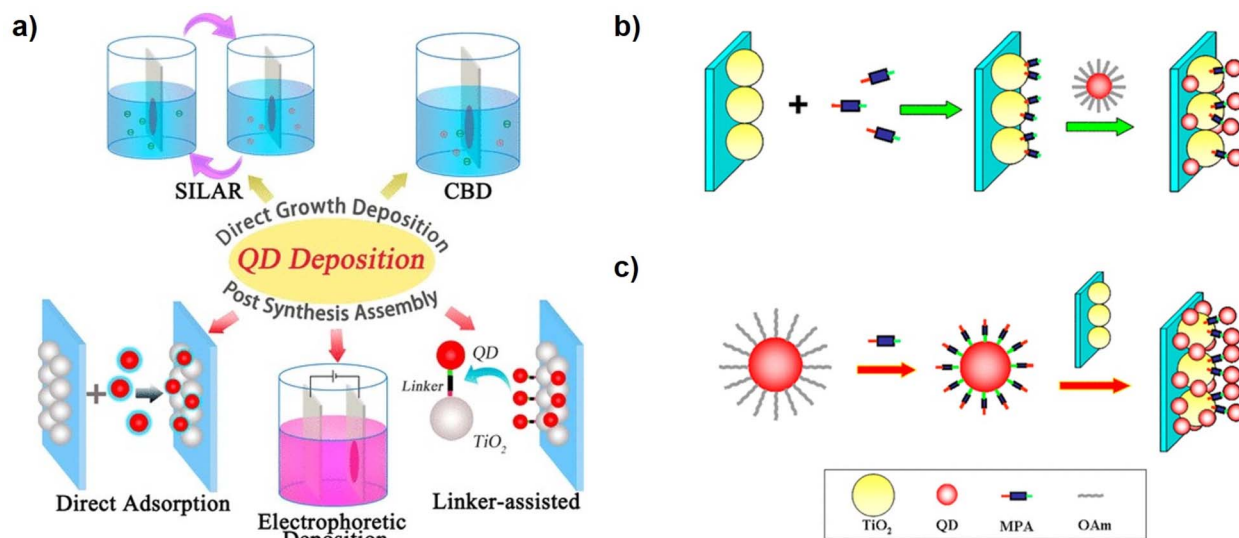 a)
SILAR
CBD
Direct Growth Deposition
QD Deposition
Post Synthesis Assembly
Direct Adsorption
Electrophoretic
Deposition
QD
Linker
TiO₂
Linker-assisted
b)
+
c)
TiO₂
QD
MPA
OAm